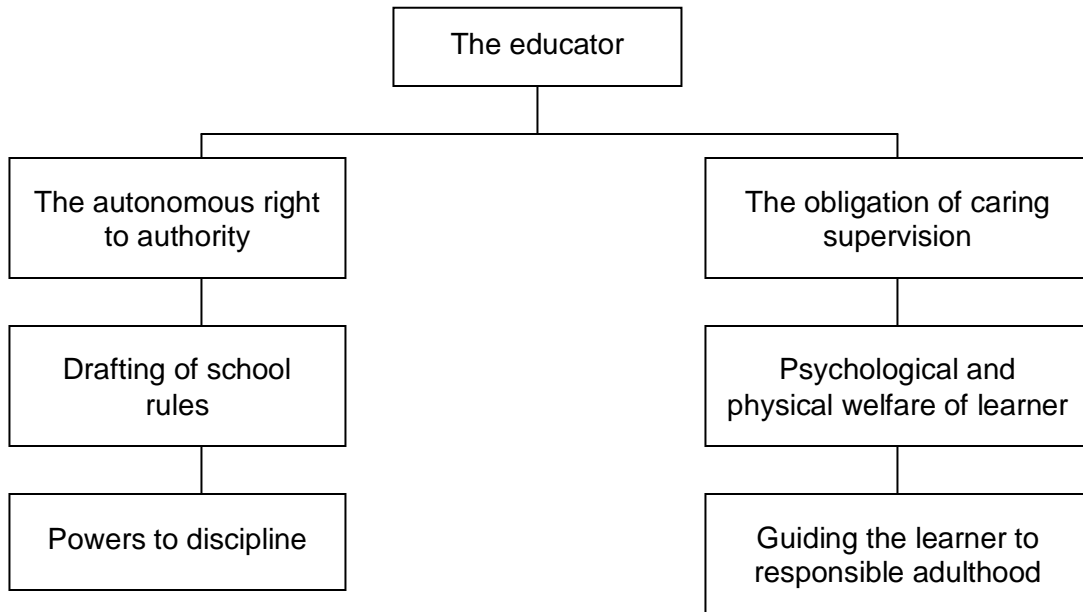 The educator
The autonomous right
to authority
The obligation of caring
supervision
Drafting of school
rules
Psychological and
physical welfare of learner
Powers to discipline
Guiding the learner to
responsible adulthood